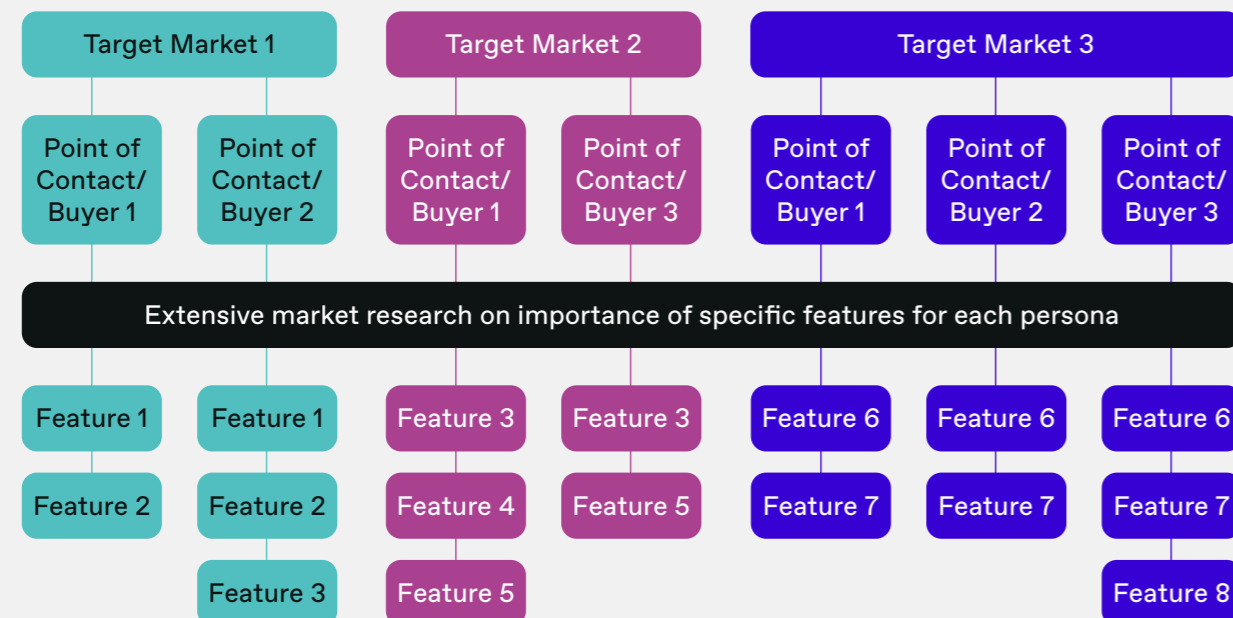 Target Market 1
Target Market 2
Target Market 3
Point of
Contact/
Buyer 1
Point of
Contact/
Buyer 2
Point of
Contact/
Buyer 1
Point of
Contact/
Buyer 3
Point of
Contact/
Buyer 1
Point of
Contact/
Buyer 2
Point of
Contact/
Buyer 3
Extensive market research on importance of specific features for each persona
Feature 1
Feature 1
Feature 3
Feature 3
Feature 6
Feature 6
Feature 6
Feature 2
Feature 2
Feature 4
Feature 5
Feature 7
Feature 7
Feature 7
Feature 3
Feature 5
Feature 8